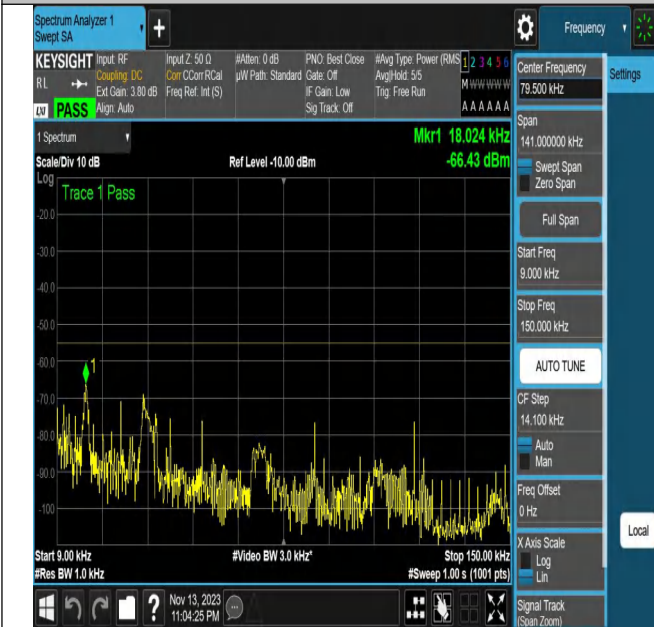 Spectrum Analyzer 1
Swept SA
+
Frequency
KEYSIGHT
RL
LXI PASS
Input: RF
Coupling: DC
Ext Gain: 3.80 dB
Align: Auto
Input Z: 50 Ω
Corr CCorr RCal
Freq Ref: Int (S)
#Atten: 0 dB
µW Path: Standard
PNO: Best Close
Gate: Off
IF Gain: Low
Sig Track: Off
#Avg Type: Power (RMS
Avg|Hold: 5/5
Trig: Free Run
1 2 3 4 5 6
M W W W W W
A A A A A A
1 Spectrum
Scale/Div 10 dB
Ref Level -10.00 dBm
Mkr1 18.024 kHz
-66.43 dBm
Log
Trace 1 Pass
-20.0
-30.0
-40.0
-50.0
-60.0
-70.0
-80.0
-90.0
-100
1
Start 9.00 kHz
#Video BW 3.0 kHz*
Stop 150.00 kHz
#Res BW 1.0 kHz
#Sweep 1.00 s (1001 pts)
Nov 13, 2023
11:04:25 PM
Center Frequency
79.500 kHz
Settings
Span
141.000000 kHz
Swept Span
Zero Span
Full Span
Start Freq
9.000 kHz
Stop Freq
150.000 kHz
AUTO TUNE
CF Step
14.100 kHz
Auto
Man
Freq Offset
0 Hz
X Axis Scale
Log
Lin
Local
Signal Track
(Span Zoom)